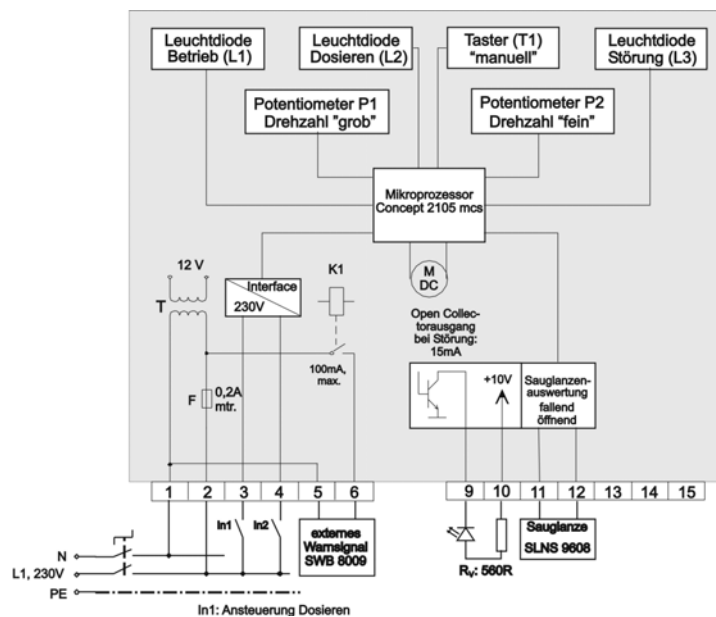 Leuchtdiode
Betrieb (L1)
Leuchtdiode
Dosieren (L2)
Taster (T1)
"manuell"
Leuchtdiode
Störung (L3)
Potentiometer P1
Drehzahl "grob"
Potentiometer P2
Drehzahl "fein"
Mikroprozessor
Concept 2105 mcs
12 V
T
Interface
230V
K1
M
DC
Open Collec-
torausgang
bei Störung:
15mA
100mA,
max.
F
0,2A
mtr.
+10V
Sauglanzen-
auswertung
fallend
öffnend
1 2 3 4 5 6
9 10 11 12 13 14 15
In1
In2
externes
Warnsignal
SWB 8009
Sauglanze
SLNS 9608
RV: 560R
N
L1, 230V
PE
In1: Ansteuerung Dosieren